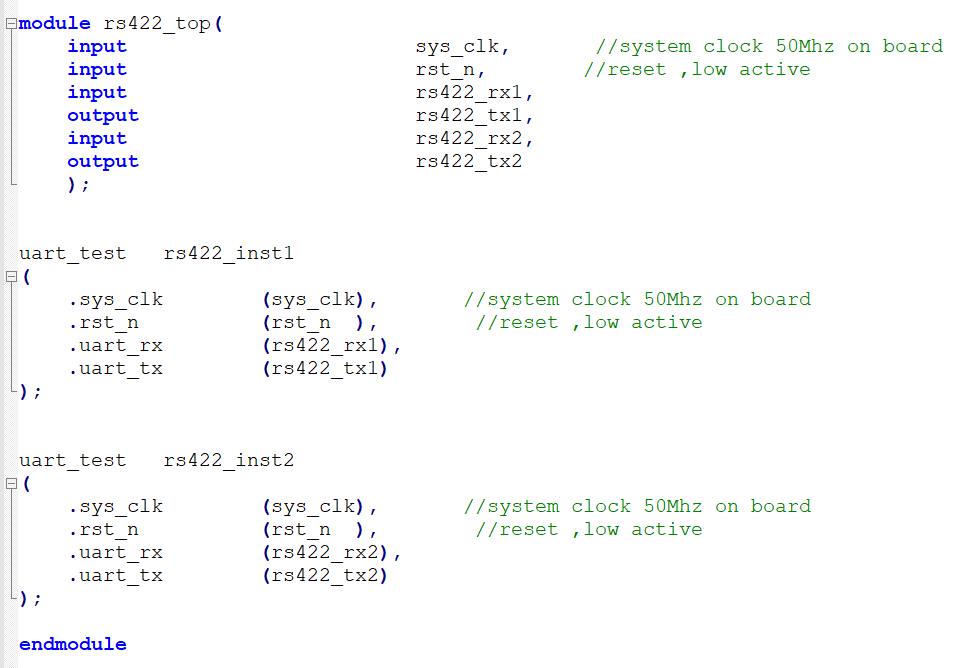 module rs422_top(
    input                        sys_clk,       //system clock 50Mhz on board
    input                        rst_n,        //reset ,low active
    input                        rs422_rx1,
    output                       rs422_tx1,
    input                        rs422_rx2,
    output                       rs422_tx2
    );
uart_test   rs422_inst1
(
    .sys_clk        (sys_clk),       //system clock 50Mhz on board
    .rst_n          (rst_n  ),        //reset ,low active
    .uart_rx        (rs422_rx1),
    .uart_tx        (rs422_tx1)
);
uart_test   rs422_inst2
(
    .sys_clk        (sys_clk),       //system clock 50Mhz on board
    .rst_n          (rst_n  ),        //reset ,low active
    .uart_rx        (rs422_rx2),
    .uart_tx        (rs422_tx2)
);
endmodule